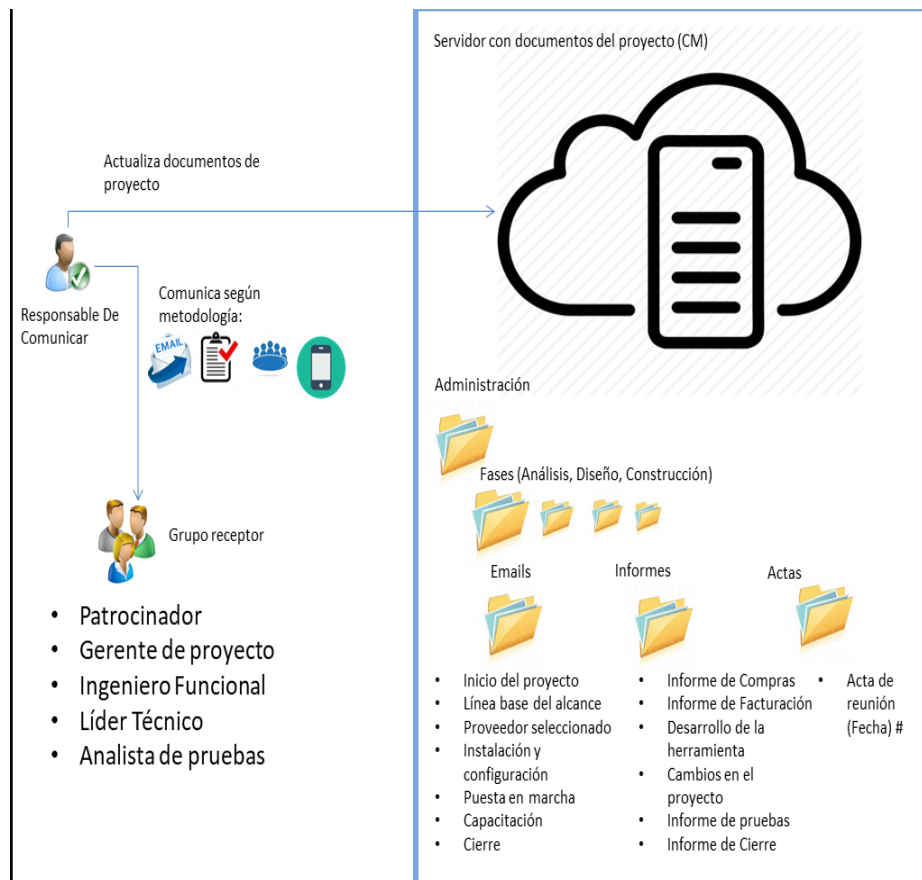 Servidor con documentos del proyecto (CM)
Actualiza documentos de
proyecto
Responsable De
Comunicar
Comunica según
metodología:
EMAIL
Grupo receptor
• Patrocinador
• Gerente de proyecto
• Ingeniero Funcional
• Líder Técnico
• Analista de pruebas
Administración
Fases (Análisis, Diseño, Construcción)
Emails
• Inicio del proyecto
• Línea base del alcance
• Proveedor seleccionado
• Instalación y
configuración
• Puesta en marcha
• Capacitación
• Cierre
Informes
• Informe de Compras
• Informe de Facturación
• Desarrollo de la
herramienta
• Cambios en el
proyecto
• Informe de pruebas
• Informe de Cierre
Actas
• Acta de
reunión
(Fecha) #